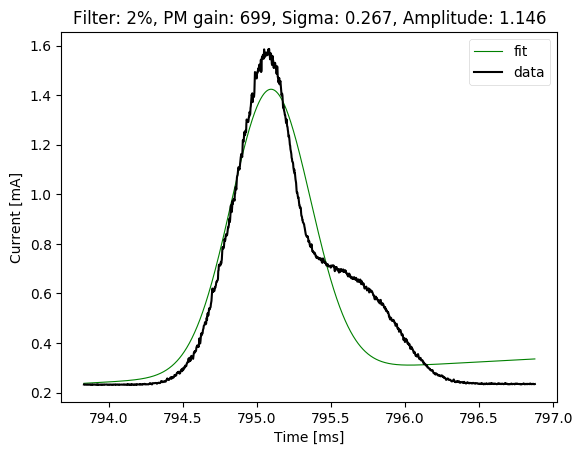 Filter: 2%, PM gain: 699, Sigma: 0.267, Amplitude: 1.146
fit
data
1.6
1.4
1.2
1.0
0.8
0.6
0.4
0.2
Current [mA]
794.0 794.5 795.0 795.5 796.0 796.5 797.0
Time [ms]